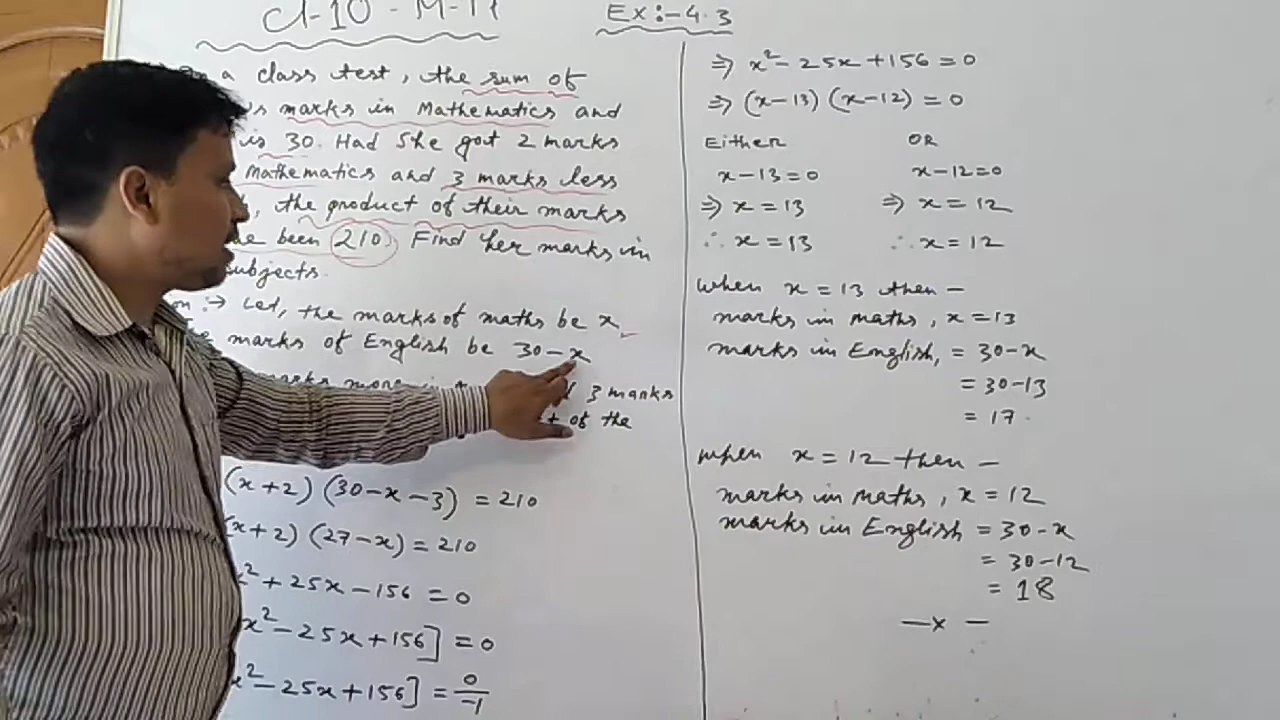 Ex:-4.3
a class test, the sum of
marks in Mathematics and
is 30. Had she got 2 marks
Mathematics and 3 marks less
, the product of their marks
been 210. Find her marks in
subjects.
:→ Let, the marks of maths be x
marks of English be 30-x
3 marks
of the
(x+2) (30-x-3) = 210
(x+2) (27-x) = 210
x²+25x-156 = 0
x²-25x+156] = 0
x²-25x+156] = 0/-1
⇒ x²-25x+156=0
⇒ (x-13) (x-12) = 0
Either OR
x-13=0 x-12=0
⇒ x=13 ⇒ x=12
∴ x=13 ∴ x=12
when x=13 then -
marks in maths, x=13
marks in English, = 30-x
= 30-13
= 17.
when x=12 then -
marks in maths, x=12
marks in English = 30-x
= 30-12
= 18
—x—